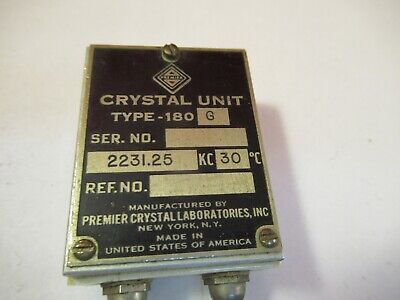 PREMIER
CRYSTAL UNIT
TYPE-180 G
SER. NO.
2231.25 KC 30 °C
REF. NO.
MANUFACTURED BY
PREMIER CRYSTAL LABORATORIES, INC
NEW YORK, N.Y.
MADE IN
UNITED STATES OF AMERICA